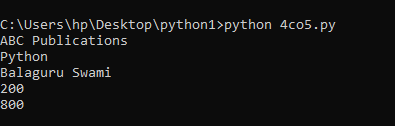 C:\Users\hp\Desktop\python1>python 4co5.py
ABC Publications
Python
Balaguru Swami
200
800